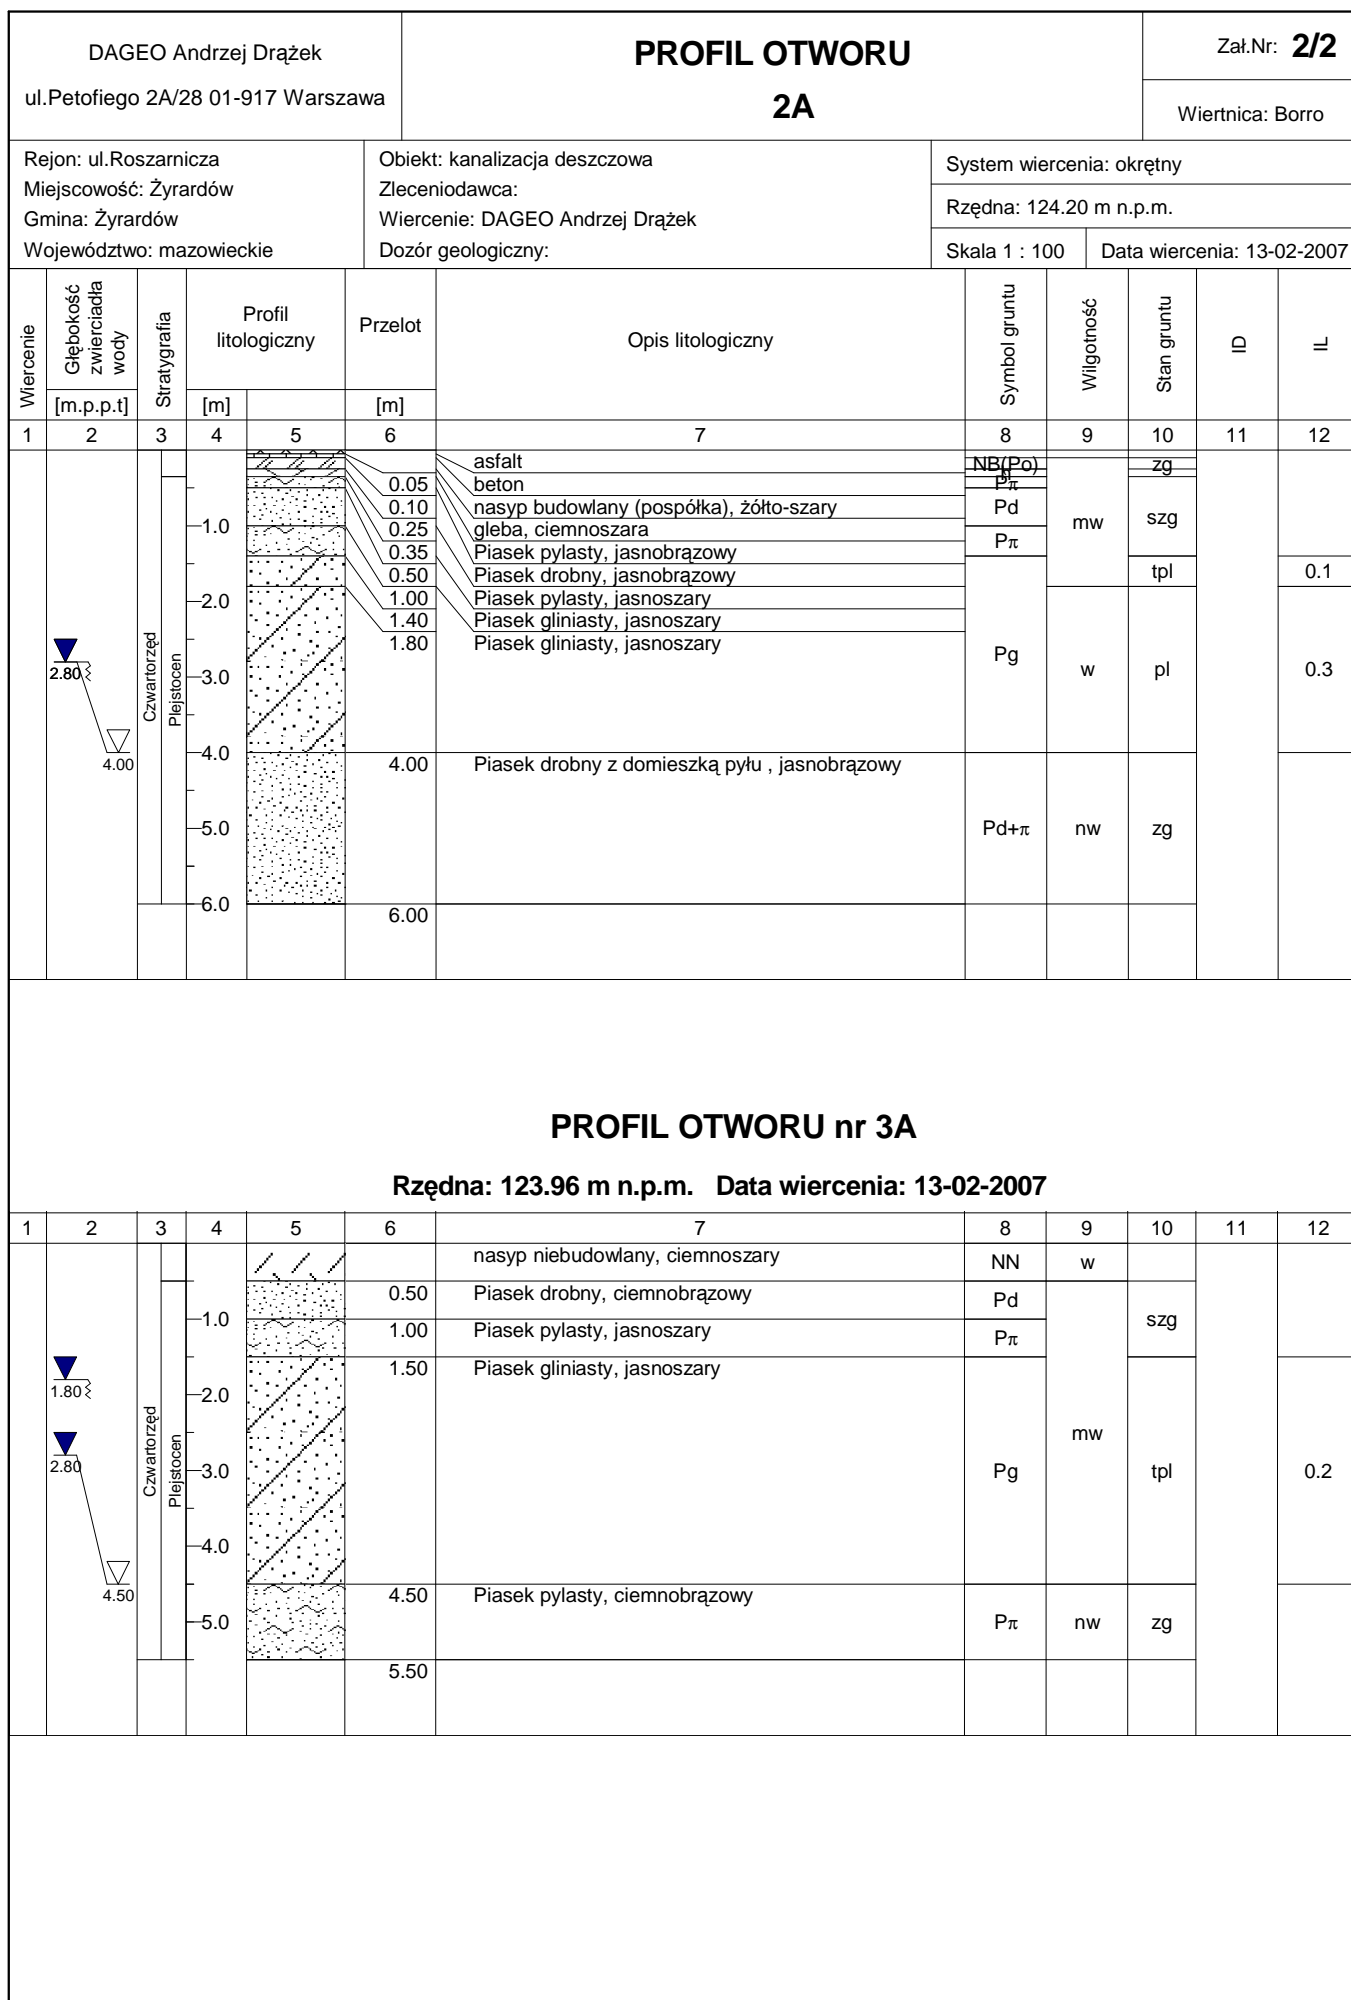 DAGEO Andrzej Drążek
ul.Petofiego 2A/28 01-917 Warszawa
PROFIL OTWORU
2A
Zał.Nr: 2/2
Wiertnica: Borro
Rejon: ul.Roszarnicza
Miejscowość: Żyrardów
Gmina: Żyrardów
Województwo: mazowieckie
Obiekt: kanalizacja deszczowa
Zleceniodawca:
Wiercenie: DAGEO Andrzej Drążek
Dozór geologiczny:
System wiercenia: okrętny
Rzędna: 124.20 m n.p.m.
Skala 1 : 100 Data wiercenia: 13-02-2007
Wiercenie
Głębokość zwierciadła wody
[m.p.p.t]
Stratygrafia
Profil litologiczny
[m]
Przelot
[m]
Opis litologiczny
Symbol gruntu
Wilgotność
Stan gruntu
ID
IL
1 2 3 4 5 6 7 8 9 10 11 12
asfalt
0.05 beton
0.10 nasyp budowlany (pospółka), żółto-szary
0.25 gleba, ciemnoszara
0.35 Piasek pylasty, jasnobrązowy
0.50 Piasek drobny, jasnobrązowy
1.00 Piasek pylasty, jasnoszary
1.40 Piasek gliniasty, jasnoszary
1.80 Piasek gliniasty, jasnoszary
4.00 Piasek drobny z domieszką pyłu , jasnobrązowy
6.00
2.80
4.00
Czwartorzęd
Plejstocen
1.0
2.0
3.0
4.0
5.0
6.0
NB(Po)
Pπ
Pd
Pπ
Pg
Pd+π
mw
w
nw
zg
szg
tpl
pl
zg
0.1
0.3
PROFIL OTWORU nr 3A
Rzędna: 123.96 m n.p.m. Data wiercenia: 13-02-2007
1 2 3 4 5 6 7 8 9 10 11 12
nasyp niebudowlany, ciemnoszary
0.50 Piasek drobny, ciemnobrązowy
1.00 Piasek pylasty, jasnoszary
1.50 Piasek gliniasty, jasnoszary
4.50 Piasek pylasty, ciemnobrązowy
5.50
1.80
2.80
4.50
Czwartorzęd
Plejstocen
1.0
2.0
3.0
4.0
5.0
NN
Pd
Pπ
Pg
Pπ
w
mw
nw
szg
tpl
zg
0.2